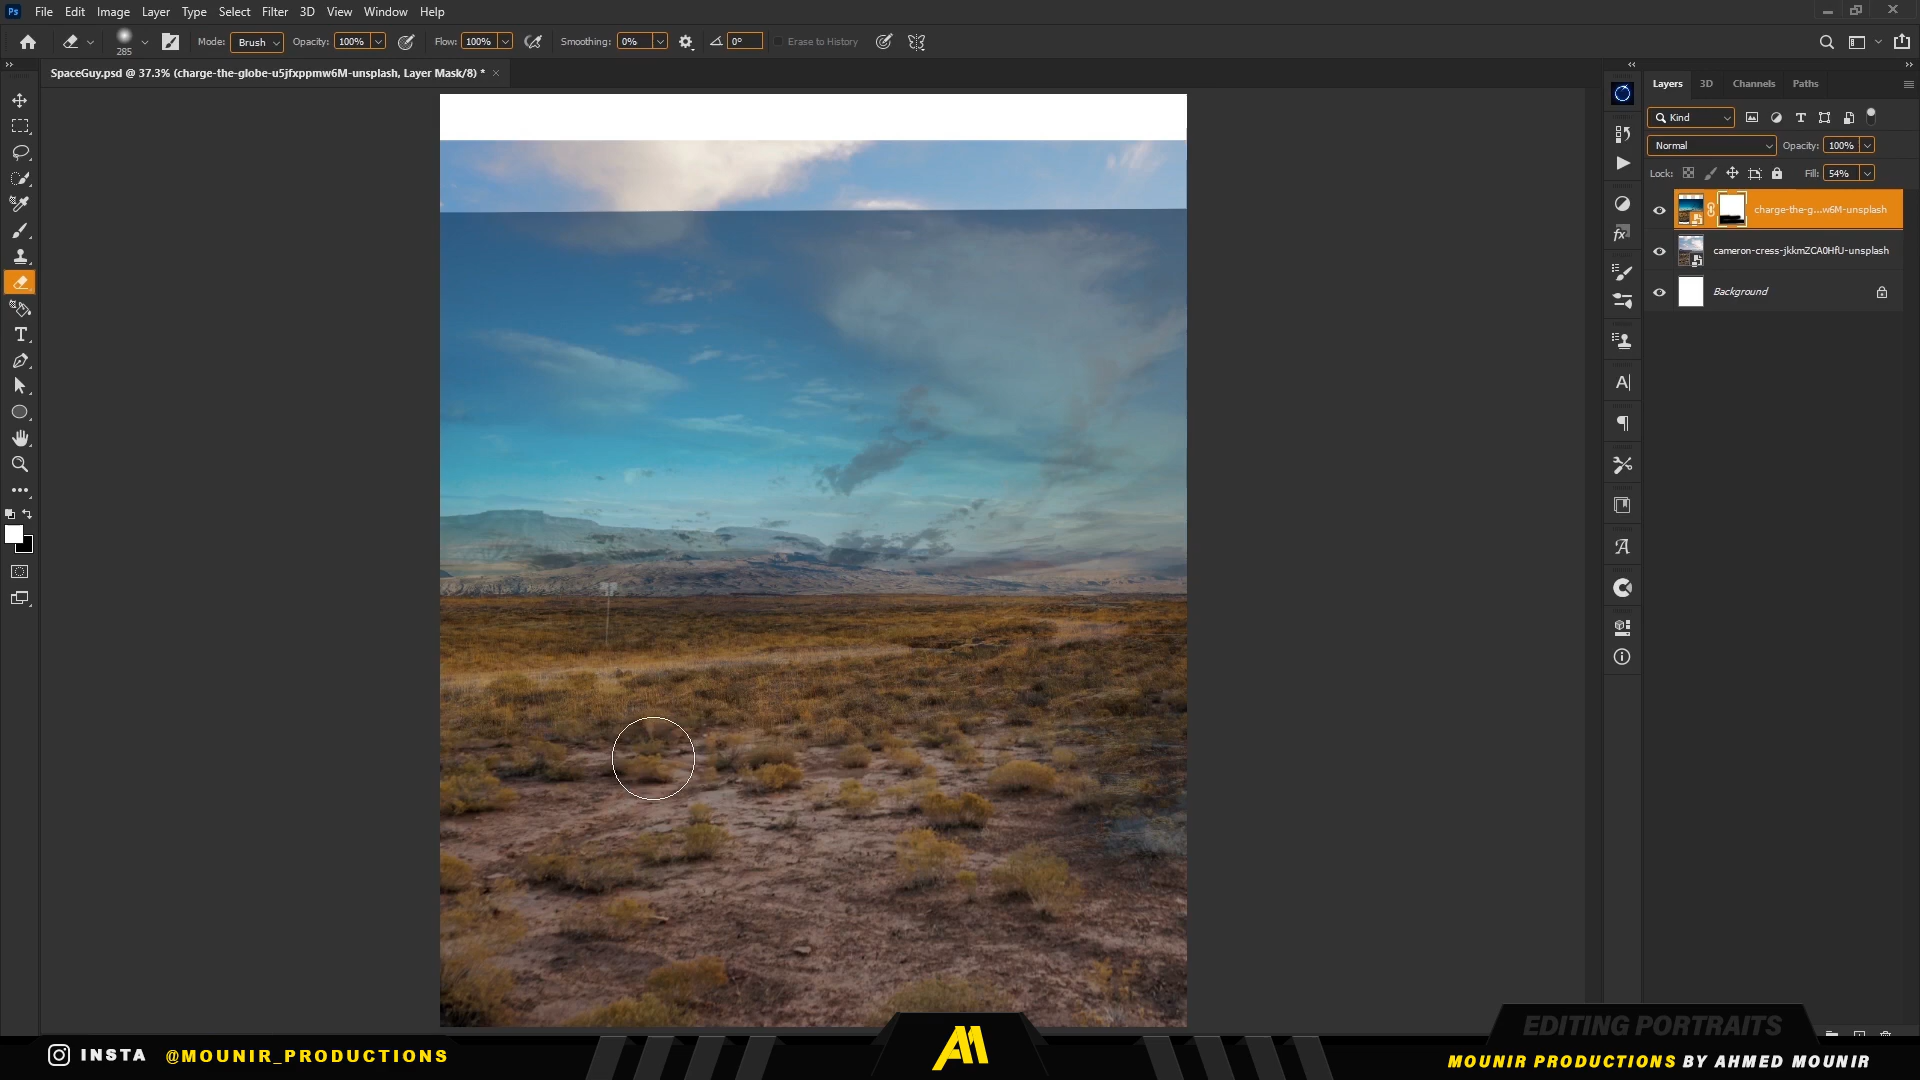 Ps File Edit Image Layer Type Select Filter 3D View Window Help
285 Mode: Brush Opacity: 100% Flow: 100% Smoothing: 0% 0° Erase to History
SpaceGuy.psd @ 37.3% (charge-the-globe-u5jfxppmw6M-unsplash, Layer Mask/8) *
Layers 3D Channels Paths
Kind
Normal Opacity: 100%
Lock: Fill: 54%
charge-the-g...w6M-unsplash
cameron-cress-jkkmZCA0HfU-unsplash
Background
EDITING PORTRAITS
INSTA @MOUNIR_PRODUCTIONS
AM
MOUNIR PRODUCTIONS BY AHMED MOUNIR